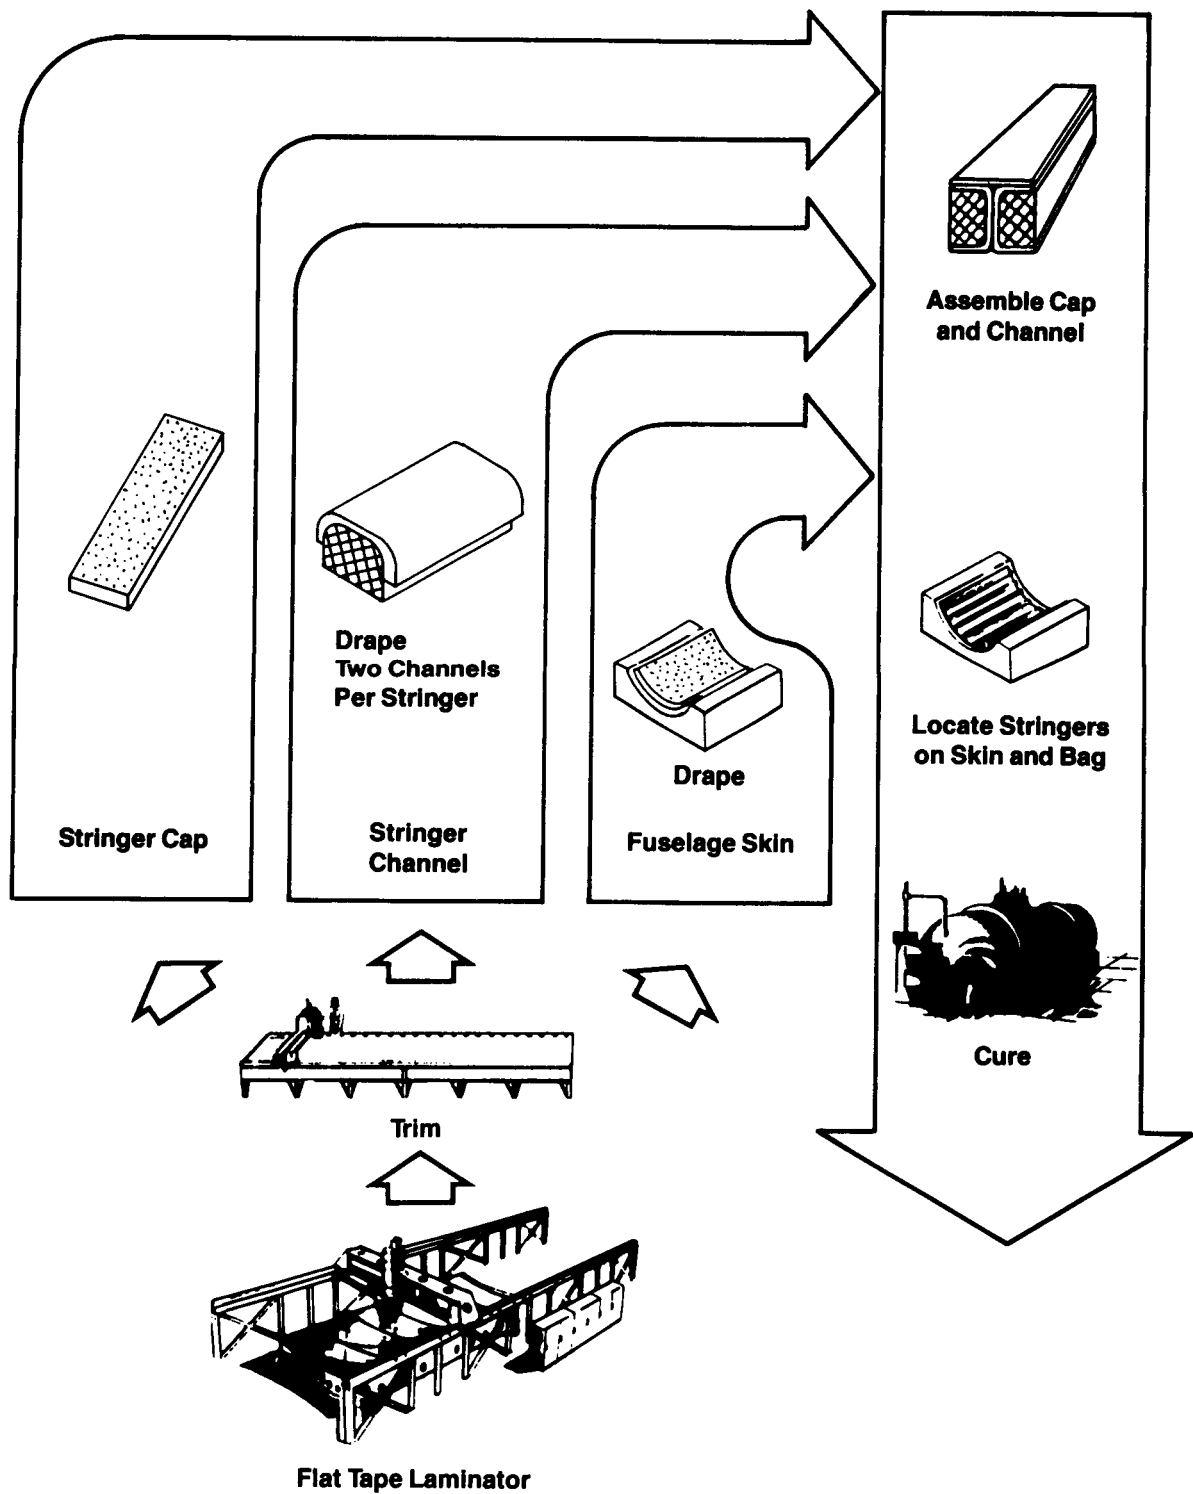 Assemble Cap
and Channel
Drape
Two Channels
Per Stringer
Locate Stringers
on Skin and Bag
Drape
Stringer Cap
Stringer
Channel
Fuselage Skin
Cure
Trim
Flat Tape Laminator